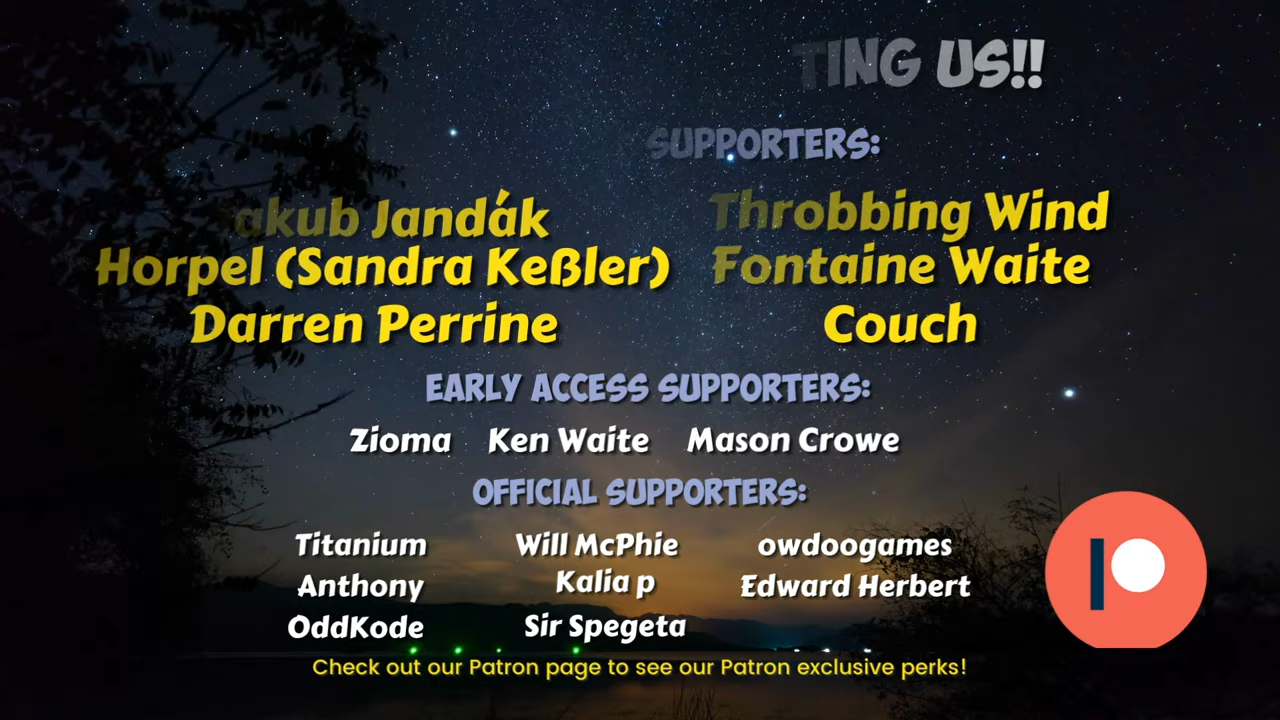 TING US!!
SUPPORTERS:
akub Jandák Throbbing Wind
Horpel (Sandra Keßler) Fontaine Waite
Darren Perrine Couch
EARLY ACCESS SUPPORTERS:
Zioma Ken Waite Mason Crowe
OFFICIAL SUPPORTERS:
Titanium Will McPhie owdoogames
Anthony Kalia p Edward Herbert
OddKode Sir Spegeta
Check out our Patron page to see our Patron exclusive perks!